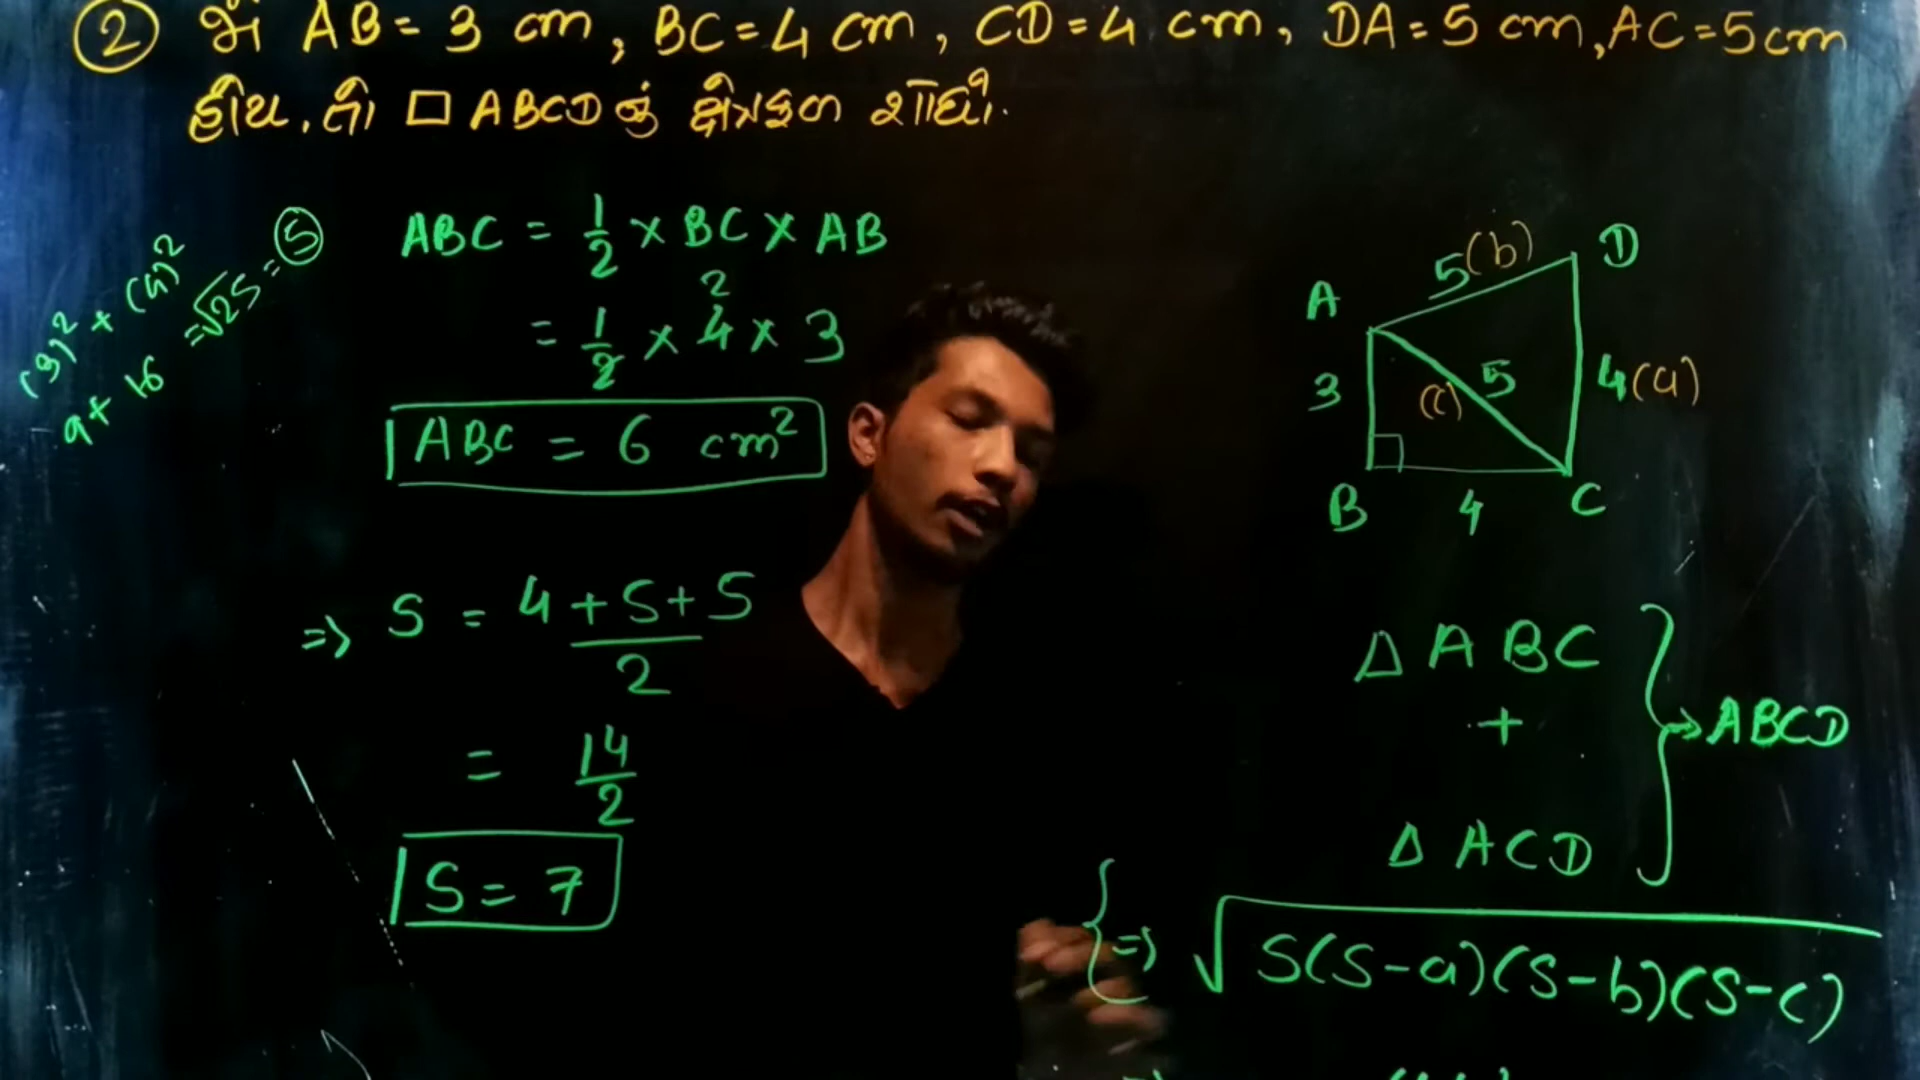 ② જો AB = 3 cm, BC = 4 cm, CD = 4 cm, DA = 5 cm, AC = 5 cm
હોય, તો □ ABCD નું ક્ષેત્રફળ શોધો.
(3)² + (4)²
9 + 16 = √25 = 5
ABC = 1/2 × BC × AB
= 1/2 × 4 × 3
2
ABC = 6 cm²
⇒ S = 4 + 5 + 5 / 2
= 14/2
S = 7
A
5 (b)
D
3
(c) 5
4 (a)
B
4
C
Δ ABC
+
⇒ ABCD
Δ ACD
⇒ √S(S-a)(S-b)(S-c)